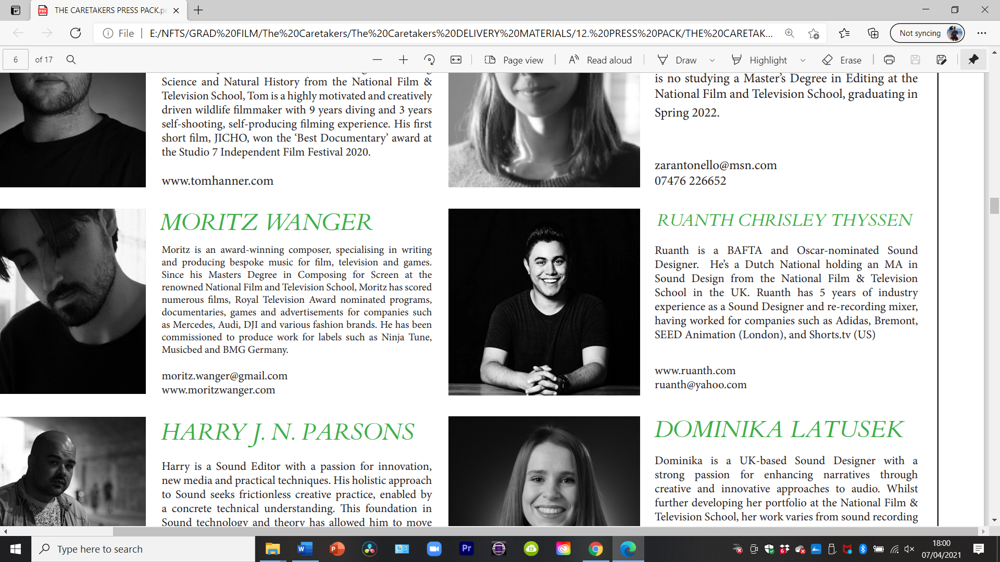 THE CARETAKERS PRESS PACK.p
File
E:/NFTS/GRAD%20FILM/The%20Caretakers/The%20Caretakers%20DELIVERY%20MATERIALS/12.%20PRESS%20PACK/THE%20CARETAK...
Not syncing
6
of 17
Page view
Read aloud
Draw
Highlight
Erase
Science and Natural History from the National Film &
Television School, Tom is a highly motivated and creatively
driven wildlife filmmaker with 9 years diving and 3 years
self-shooting, self-producing filming experience. His first
short film, JICHO, won the ‘Best Documentary’ award at
the Studio 7 Independent Film Festival 2020.
www.tomhanner.com
is no studying a Master’s Degree in Editing at the
National Film and Television School, graduating in
Spring 2022.
zarantonello@msn.com
07476 226652
MORITZ WANGER
Moritz is an award-winning composer, specialising in writing
and producing bespoke music for film, television and games.
Since his Masters Degree in Composing for Screen at the
renowned National Film and Television School, Moritz has scored
numerous films, Royal Television Award nominated programs,
documentaries, games and advertisements for companies such
as Mercedes, Audi, DJI and various fashion brands. He has been
commissioned to produce work for labels such as Ninja Tune,
Musicbed and BMG Germany.
moritz.wanger@gmail.com
www.moritzwanger.com
RUANTH CHRISLEY THYSSEN
Ruanth is a BAFTA and Oscar-nominated Sound
Designer. He’s a Dutch National holding an MA in
Sound Design from the National Film & Television
School in the UK. Ruanth has 5 years of industry
experience as a Sound Designer and re-recording mixer,
having worked for companies such as Adidas, Bremont,
SEED Animation (London), and Shorts.tv (US)
www.ruanth.com
ruanth@yahoo.com
HARRY J. N. PARSONS
Harry is a Sound Editor with a passion for innovation,
new media and practical techniques. His holistic approach
to Sound seeks frictionless creative practice, enabled by
a concrete technical understanding. This foundation in
Sound technology and theory has allowed him to move
DOMINIKA LATUSEK
Dominika is a UK-based Sound Designer with a
strong passion for enhancing narratives through
creative and innovative approaches to audio. Whilst
further developing her portfolio at the National Film &
Television School, her work varies from sound recording
Type here to search
18:00
07/04/2021